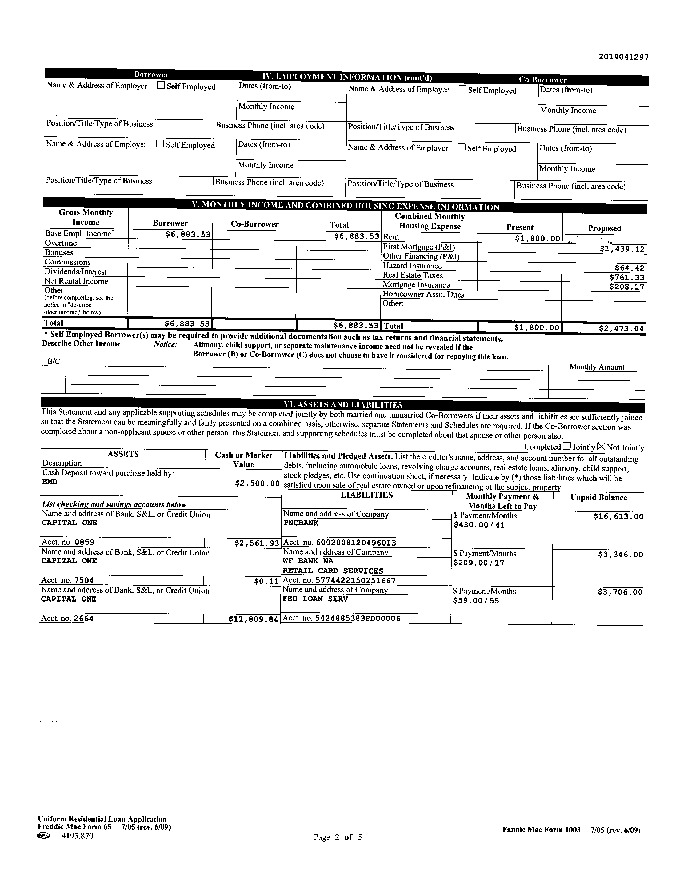 2019041297
Borrower IV. EMPLOYMENT INFORMATION (cont'd) Co-Borrower
Name & Address of Employer Self Employed Dates (from-to) Name & Address of Employer Self Employed Dates (from-to)
Monthly Income Monthly Income
Position/Title/Type of Business Business Phone (incl. area code) Position/Title/Type of Business Business Phone (incl. area code)
Name & Address of Employer Self Employed Dates (from-to) Name & Address of Employer Self Employed Dates (from-to)
Monthly Income Monthly Income
Position/Title/Type of Business Business Phone (incl. area code) Position/Title/Type of Business Business Phone (incl. area code)
V. MONTHLY INCOME AND COMBINED HOUSING EXPENSE INFORMATION
Gross Monthly Income Borrower Co-Borrower Total Combined Monthly Housing Expense Present Proposed
Base Empl. Income* $6,883.53 $6,883.53 Rent $1,800.00
Overtime First Mortgage (P&I) $1,439.12
Bonuses Other Financing (P&I)
Commissions Hazard Insurance $64.42
Dividends/Interest Real Estate Taxes $761.33
Net Rental Income Mortgage Insurance $208.17
Other Homeowner Assn. Dues
(before completing, see the Other:
notice in "describe
other income," below)
Total $6,883.53 $6,883.53 Total $1,800.00 $2,473.04
* Self Employed Borrower(s) may be required to provide additional documentation such as tax returns and financial statements.
Describe Other Income Notice: Alimony, child support, or separate maintenance income need not be revealed if the
Borrower (B) or Co-Borrower (C) does not choose to have it considered for repaying this loan.
B/C Monthly Amount
VI. ASSETS AND LIABILITIES
This Statement and any applicable supporting schedules may be completed jointly by both married and unmarried Co-Borrowers if their assets and liabilities are sufficiently joined
so that the Statement can be meaningfully and fairly presented on a combined basis; otherwise, separate Statements and Schedules are required. If the Co-Borrower section was
completed about a non-applicant spouse or other person, this Statement and supporting schedules must be completed about that spouse or other person also.
Completed Jointly Not Jointly
ASSETS Cash or Market Value Liabilities and Pledged Assets. List the creditor's name, address, and account number for all outstanding
Description debts, including automobile loans, revolving charge accounts, real estate loans, alimony, child support,
Cash Deposit toward purchase held by: stock pledges, etc. Use continuation sheet, if necessary. Indicate by (*) those liabilities which will be
EMD $2,500.00 satisfied upon sale of real estate owned or upon refinancing of the subject property
LIABILITIES Monthly Payment & Months Left to Pay Unpaid Balance
List checking and savings accounts below
Name and address of Bank, S&L, or Credit Union Name and address of Company $ Payment/Months $16,613.00
CAPITAL ONE PNCBANK $430.00/41
Acct. no. 0859 $2,561.93 Acct. no. 6002008120496013
Name and address of Bank, S&L, or Credit Union Name and address of Company $ Payment/Months $3,346.00
CAPITAL ONE WF BANK NA $209.00/17
RETAIL CARD SERVICES
Acct. no. 7504 $0.11 Acct. no. 5774422150251667
Name and address of Bank, S&L, or Credit Union Name and address of Company $ Payment/Months $3,706.00
CAPITAL ONE FED LOAN SERV $59.00/55
Acct. no. 2664 $12,809.84 Acct. no. 5424885383FD00006
Uniform Residential Loan Application
Freddie Mac Form 65 7/05 (rev. 6/09) Fannie Mae Form 1003 7/05 (rev. 6/09)
Page 2 of 5